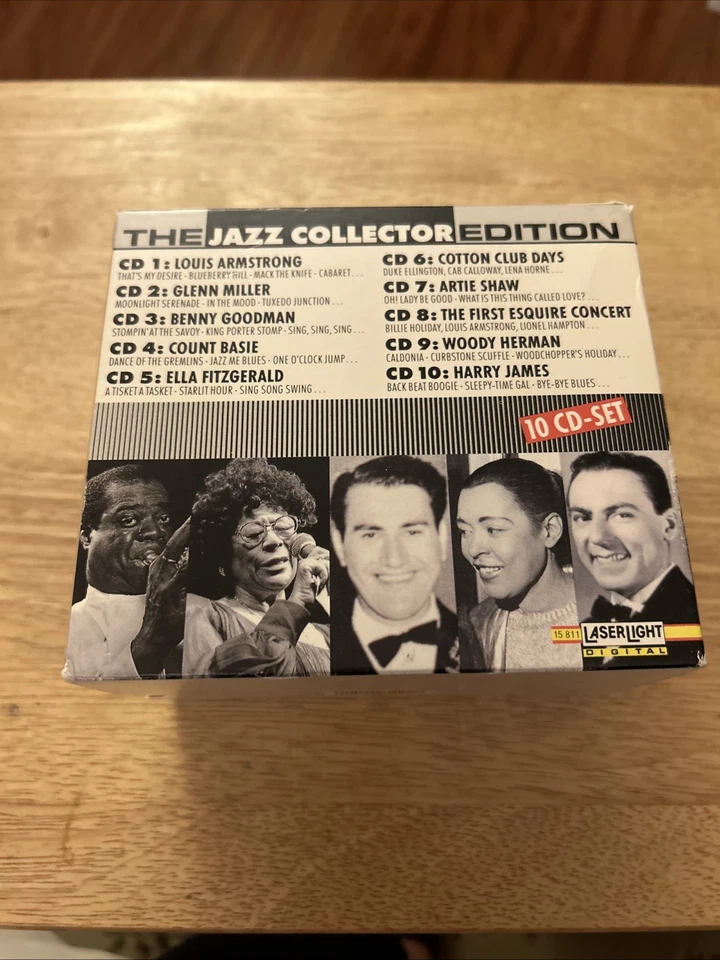 THE JAZZ COLLECTOR EDITION
CD 1: LOUIS ARMSTRONG
THAT'S MY DESIRE - BLUEBERRY HILL - MACK THE KNIFE - CABARET...
CD 2: GLENN MILLER
MOONLIGHT SERENADE - IN THE MOOD - TUXEDO JUNCTION...
CD 3: BENNY GOODMAN
STOMPIN' AT THE SAVOY - KING PORTER STOMP - SING, SING, SING...
CD 4: COUNT BASIE
DANCE OF THE GREMLINS - JAZZ ME BLUES - ONE O'CLOCK JUMP...
CD 5: ELLA FITZGERALD
A TISKET A TASKET - STARLIT HOUR - SING SONG SWING...
CD 6: COTTON CLUB DAYS
DUKE ELLINGTON, CAB CALLOWAY, LENA HORNE...
CD 7: ARTIE SHAW
OH! LADY BE GOOD - WHAT IS THIS THING CALLED LOVE?...
CD 8: THE FIRST ESQUIRE CONCERT
BILLIE HOLIDAY, LOUIS ARMSTRONG, LIONEL HAMPTON...
CD 9: WOODY HERMAN
CALDONIA - CURBSTONE SCUFFLE - WOODCHOPPER'S HOLIDAY...
CD 10: HARRY JAMES
BACK BEAT BOOGIE - SLEEPY-TIME GAL - BYE-BYE BLUES...
10 CD-SET
15 811
LASERLIGHT
DIGITAL